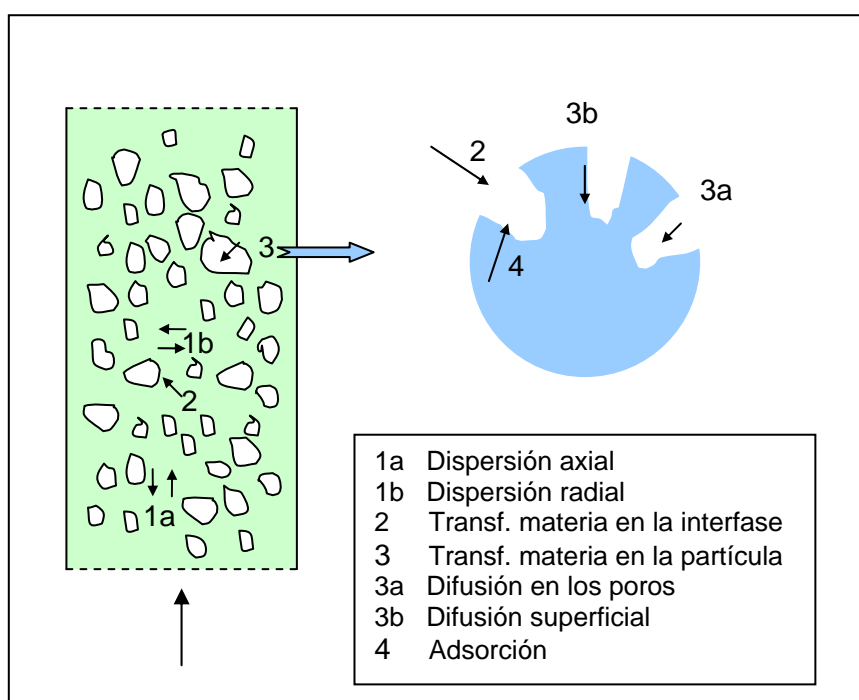 3b
2
3a
3
4
1b
2
1a
1a Dispersión axial
1b Dispersión radial
2 Transf. materia en la interfase
3 Transf. materia en la partícula
3a Difusión en los poros
3b Difusión superficial
4 Adsorción